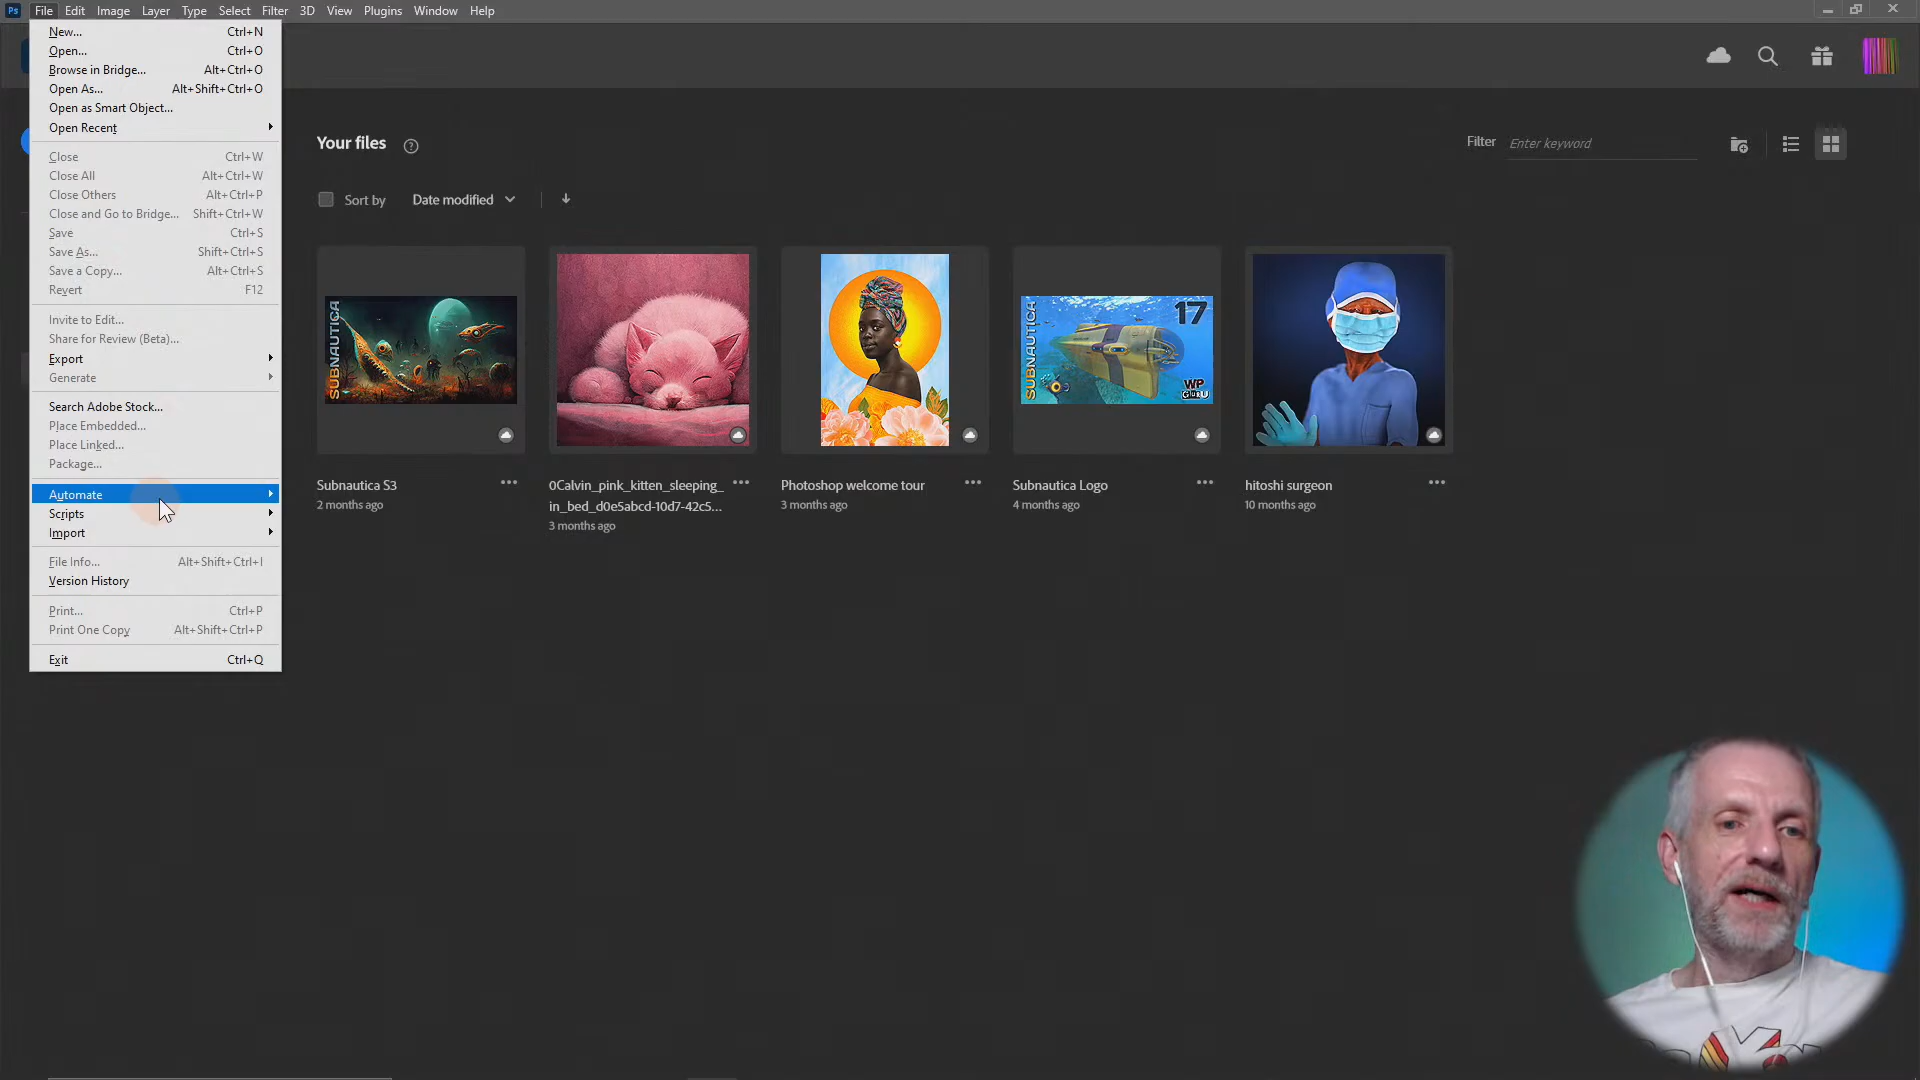 Ps File Edit Image Layer Type Select Filter 3D View Plugins Window Help
New... Ctrl+N
Open... Ctrl+O
Browse in Bridge... Alt+Ctrl+O
Open As... Alt+Shift+Ctrl+O
Open as Smart Object...
Open Recent
Close Ctrl+W
Close All Alt+Ctrl+W
Close Others Alt+Ctrl+P
Close and Go to Bridge... Shift+Ctrl+W
Save Ctrl+S
Save As... Shift+Ctrl+S
Save a Copy... Alt+Ctrl+S
Revert F12
Invite to Edit...
Share for Review (Beta)...
Export
Generate
Search Adobe Stock...
Place Embedded...
Place Linked...
Package...
Automate
Scripts
Import
File Info... Alt+Shift+Ctrl+I
Version History
Print... Ctrl+P
Print One Copy Alt+Shift+Ctrl+P
Exit Ctrl+Q
Your files ?
Filter Enter keyword
Sort by Date modified
SUBNAUTICA
SUBNAUTICA
17
WP
GURU
Subnautica S3
2 months ago
0Calvin_pink_kitten_sleeping_
in_bed_d0e5abcd-10d7-42c5...
3 months ago
Photoshop welcome tour
3 months ago
Subnautica Logo
4 months ago
hitoshi surgeon
10 months ago